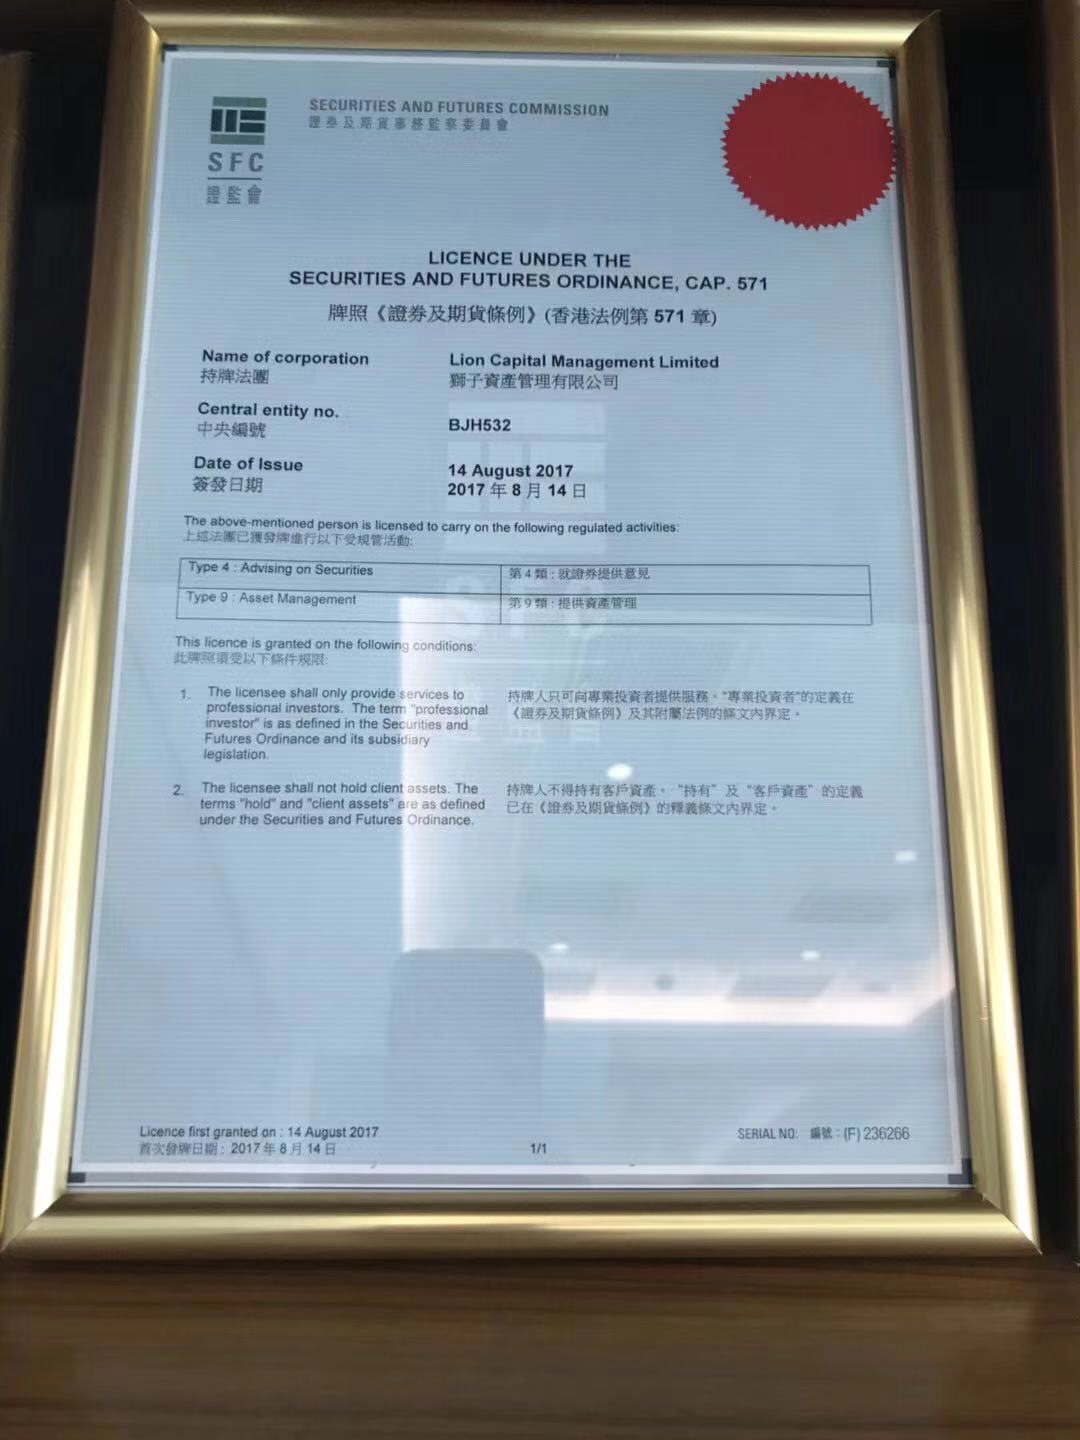 SECURITIES AND FUTURES COMMISSION
證券及期貨事務監察委員會
SFC
證監會
LICENCE UNDER THE
SECURITIES AND FUTURES ORDINANCE, CAP. 571
牌照《證券及期貨條例》(香港法例第 571 章)
Name of corporation
持牌法團
Lion Capital Management Limited
獅子資產管理有限公司
Central entity no.
中央編號
BJH532
Date of Issue
簽發日期
14 August 2017
2017 年 8 月 14 日
The above-mentioned person is licensed to carry on the following regulated activities:
上述法團已獲發牌進行以下受規管活動:
Type 4 : Advising on Securities
第 4 類 : 就證券提供意見
Type 9 : Asset Management
第 9 類 : 提供資產管理
This licence is granted on the following conditions:
此牌照須受以下條件規限:
1. The licensee shall only provide services to
professional investors. The term "professional
investor" is as defined in the Securities and
Futures Ordinance and its subsidiary
legislation.
持牌人只可向專業投資者提供服務。"專業投資者"的定義在
《證券及期貨條例》及其附屬法例的條文內界定。
2. The licensee shall not hold client assets. The
terms "hold" and "client assets" are as defined
under the Securities and Futures Ordinance.
持牌人不得持有客戶資產。"持有" 及 "客戶資產" 的定義
已在《證券及期貨條例》的釋義條文內界定。
Licence first granted on : 14 August 2017
首次發牌日期 : 2017 年 8 月 14 日
1/1
SERIAL NO: 編號 : (F) 236266